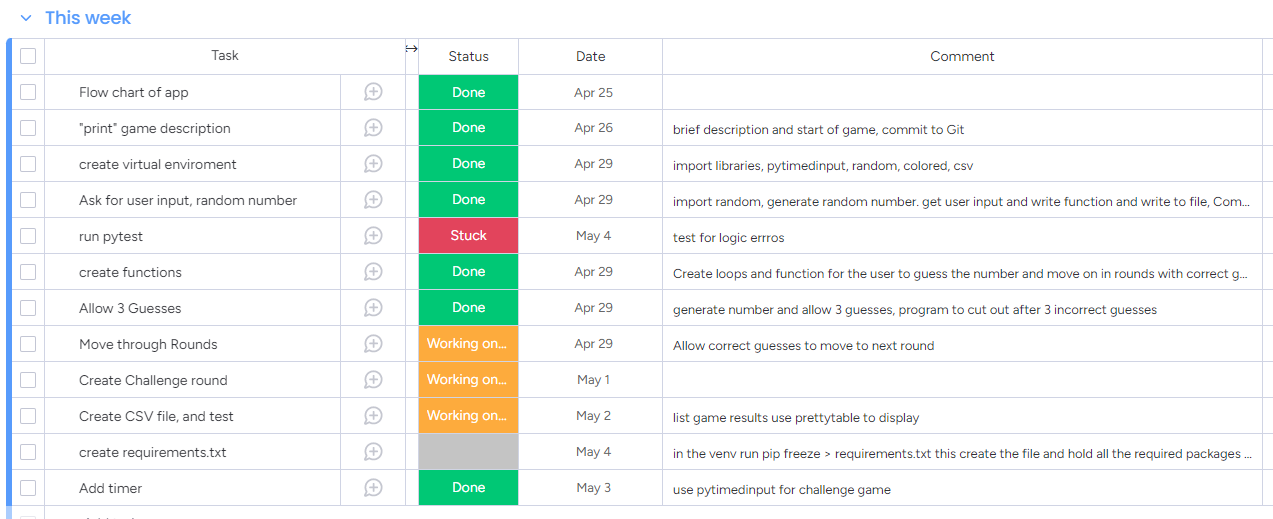 This week
Task Status Date Comment
Flow chart of app Done Apr 25
"print" game description Done Apr 26 brief description and start of game, commit to Git
create virtual enviroment Done Apr 29 import libraries, pytimedinput, random, colored, csv
Ask for user input, random number Done Apr 29 import random, generate random number. get user input and write function and write to file, Com...
run pytest Stuck May 4 test for logic errros
create functions Done Apr 29 Create loops and function for the user to guess the number and move on in rounds with correct g...
Allow 3 Guesses Done Apr 29 generate number and allow 3 guesses, program to cut out after 3 incorrect guesses
Move through Rounds Working on... Apr 29 Allow correct guesses to move to next round
Create Challenge round Working on... May 1
Create CSV file, and test Working on... May 2 list game results use prettytable to display
create requirements.txt May 4 in the venv run pip freeze > requirements.txt this create the file and hold all the required packages ...
Add timer Done May 3 use pytimedinput for challenge game